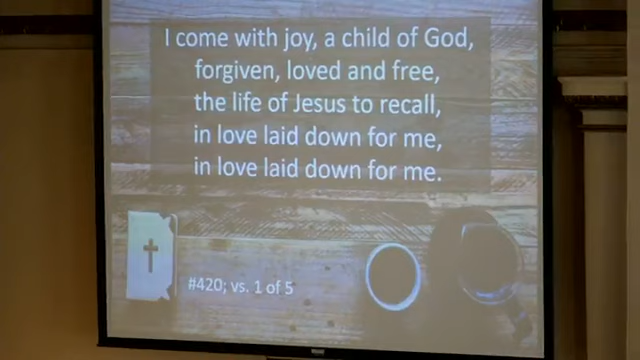 I come with joy, a child of God,
forgiven, loved and free,
the life of Jesus to recall,
in love laid down for me,
in love laid down for me.
#420; vs. 1 of 5